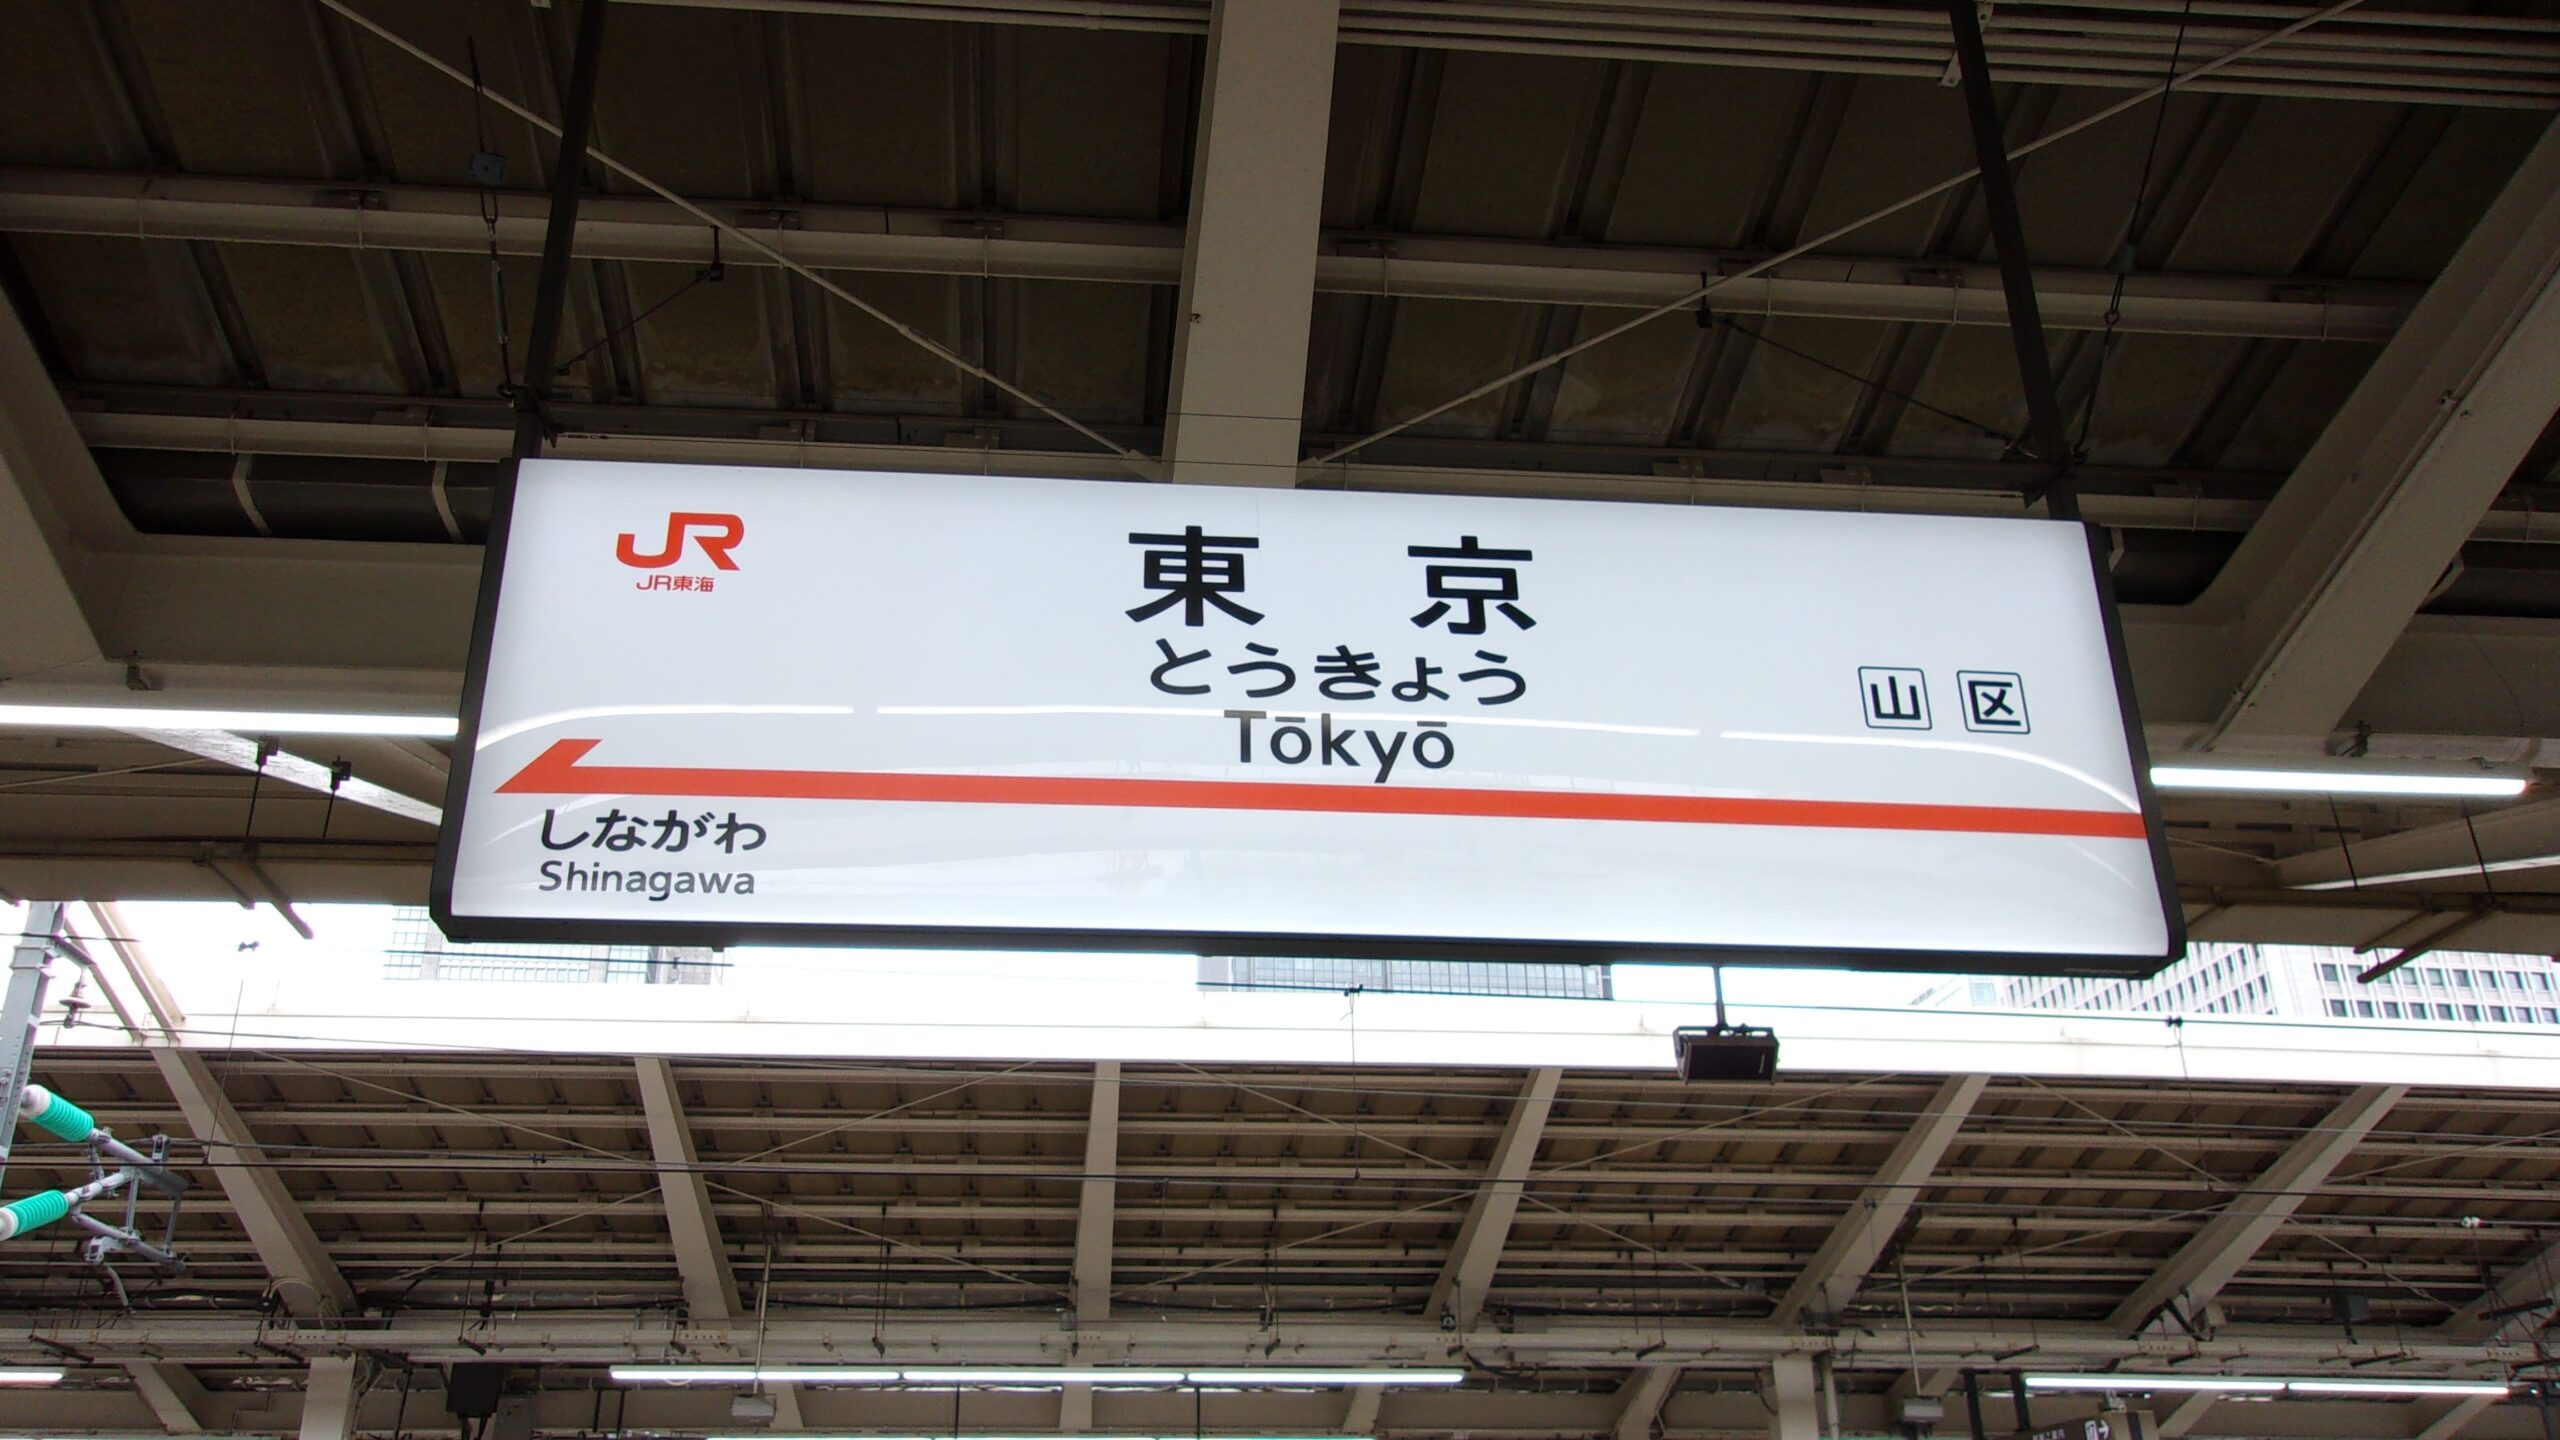 JR
JR東海
東京
とうきょう
Tōkyō
山 区
しながわ
Shinagawa